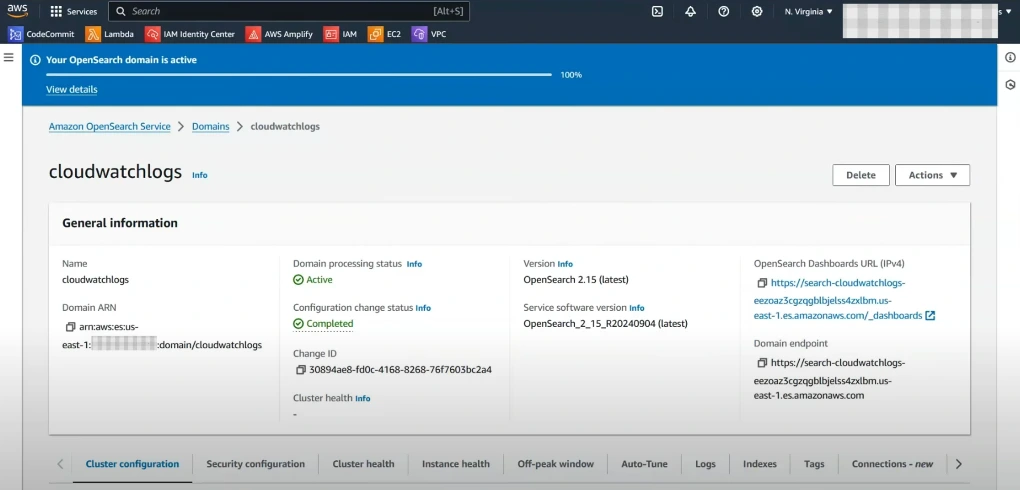 aws Services Search [Alt+S] N. Virginia s
CodeCommit Lambda IAM Identity Center AWS Amplify IAM EC2 VPC
Your OpenSearch domain is active
100%
View details
Amazon OpenSearch Service > Domains > cloudwatchlogs
cloudwatchlogs Info
Delete Actions
General information
Name
cloudwatchlogs
Domain ARN
arn:aws:es:us-
east-1: :domain/cloudwatchlogs
Domain processing status Info
Active
Configuration change status Info
Completed
Change ID
30894ae8-fd0c-4168-8268-76f7603bc2a4
Cluster health Info
-
Version Info
OpenSearch 2.15 (latest)
Service software version Info
OpenSearch_2_15_R20240904 (latest)
OpenSearch Dashboards URL (IPv4)
https://search-cloudwatchlogs-
eezoaz3cgzqgblbjelss4zxlbm.us-
east-1.es.amazonaws.com/_dashboards
Domain endpoint
https://search-cloudwatchlogs-
eezoaz3cgzqgblbjelss4zxlbm.us-
east-1.es.amazonaws.com
Cluster configuration Security configuration Cluster health Instance health Off-peak window Auto-Tune Logs Indexes Tags Connections - new